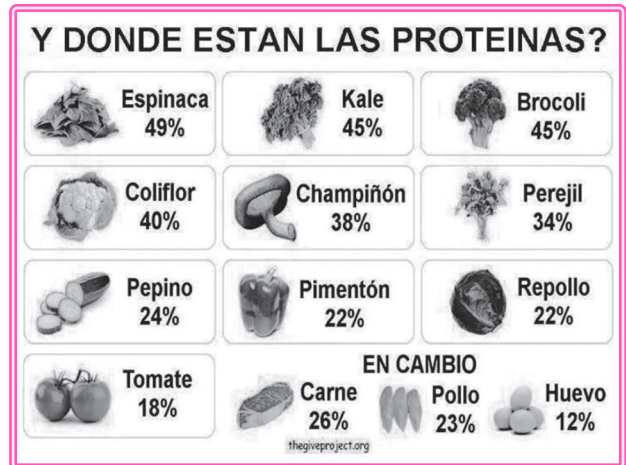 Y DONDE ESTAN LAS PROTEINAS?
Espinaca
49%
Kale
45%
Brocoli
45%
Coliflor
40%
Champiñón
38%
Perejil
34%
Pepino
24%
Pimentón
22%
Repollo
22%
Tomate
18%
EN CAMBIO
Carne
26%
Pollo
23%
Huevo
12%
thegiveproject.org